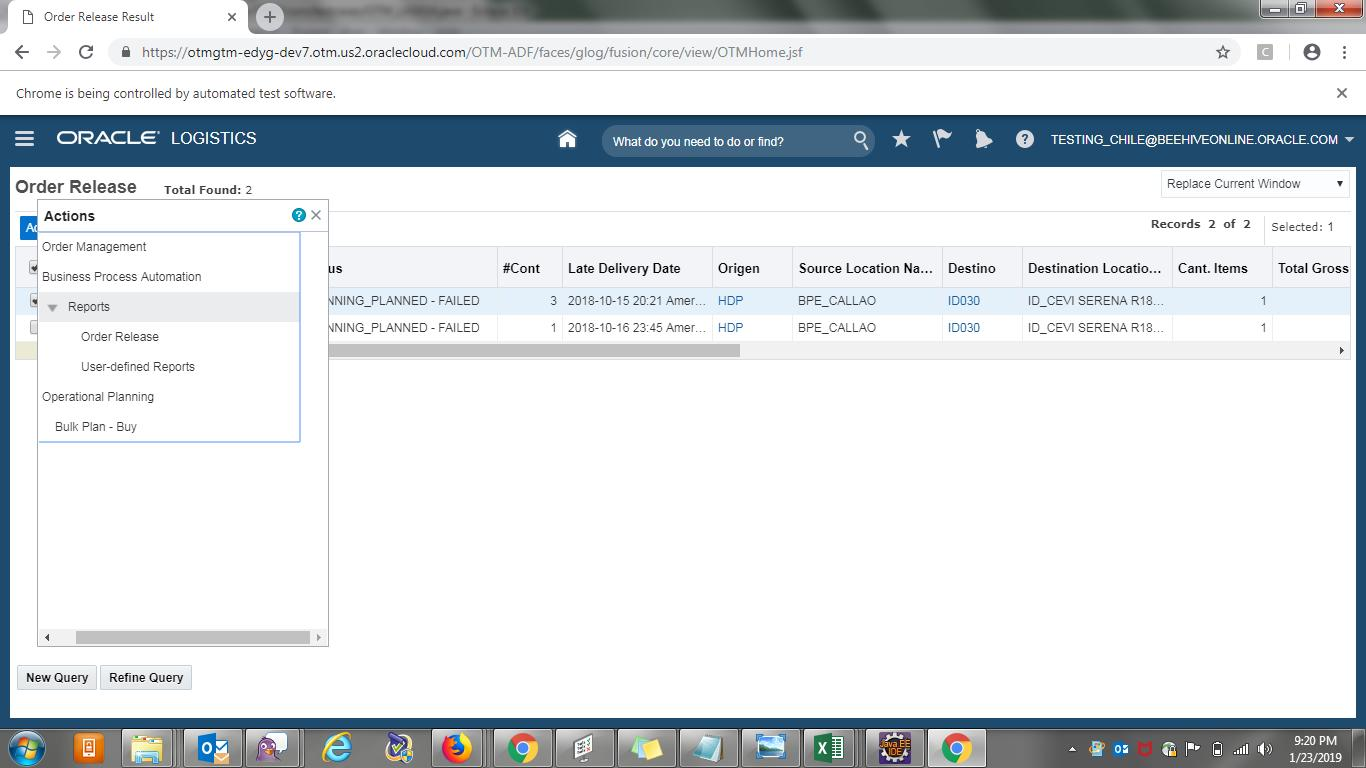 Order Release Result
https://otmgtm-edyg-dev7.otm.us2.oraclecloud.com/OTM-ADF/faces/glog/fusion/core/view/OTMHome.jsf
C
Chrome is being controlled by automated test software.
ORACLE LOGISTICS
What do you need to do or find?
TESTING_CHILE@BEEHIVEONLINE.ORACLE.COM
Order Release Total Found: 2
Replace Current Window
Records 2 of 2 Selected: 1
Actions
Order Management
Business Process Automation
Reports
Order Release
User-defined Reports
Operational Planning
Bulk Plan - Buy
#Cont Late Delivery Date Origen Source Location Na... Destino Destination Locatio... Cant. Items Total Gross
NNING_PLANNED - FAILED 3 2018-10-15 20:21 Amer... HDP BPE_CALLAO ID030 ID_CEVI SERENA R18... 1
NNING_PLANNED - FAILED 1 2018-10-16 23:45 Amer... HDP BPE_CALLAO ID030 ID_CEVI SERENA R18... 1
New Query Refine Query
Java EE
IDE
9:20 PM
1/23/2019